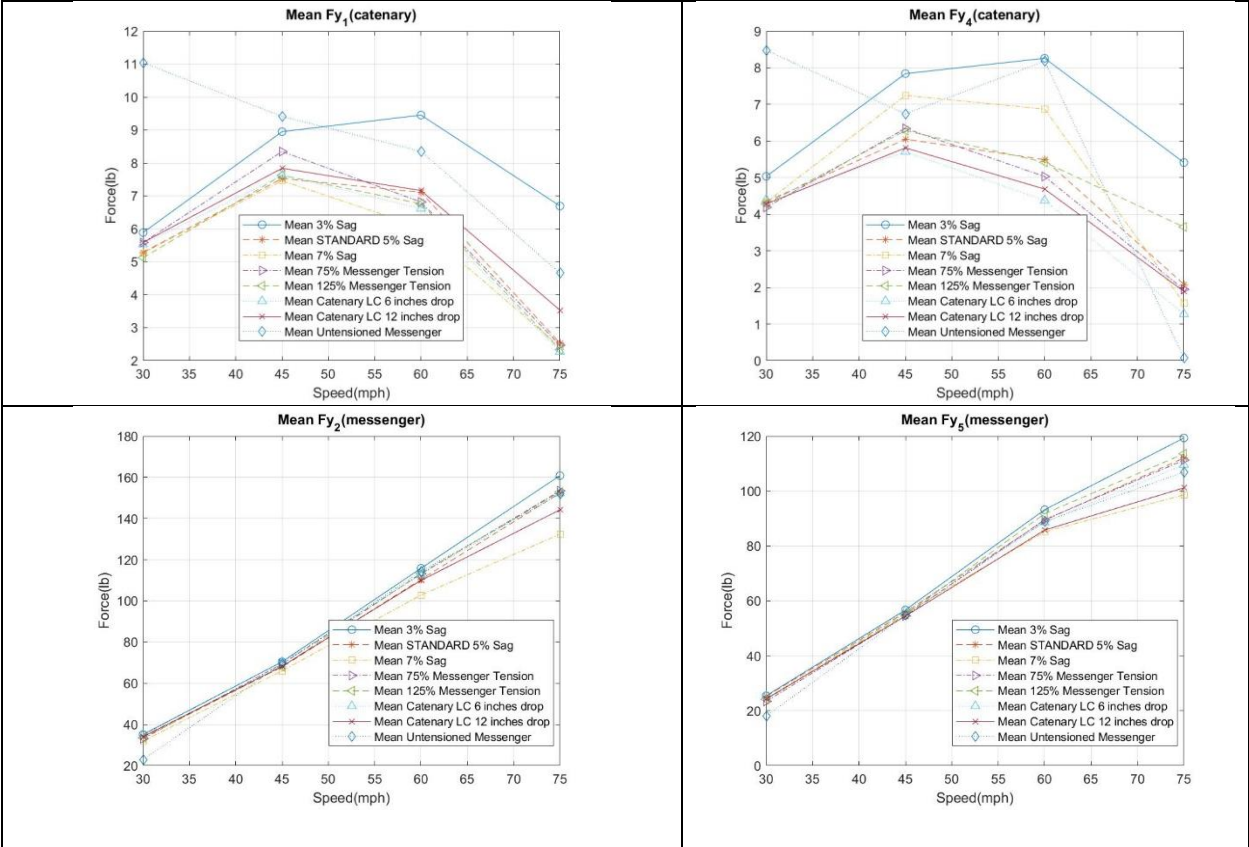 Mean Fy1(catenary)
12
11
10
9
8
7
6
5
4
3
2
Force(lb)
Mean 3% Sag
Mean STANDARD 5% Sag
Mean 7% Sag
Mean 75% Messenger Tension
Mean 125% Messenger Tension
Mean Catenary LC 6 inches drop
Mean Catenary LC 12 inches drop
Mean Untensioned Messenger
30 35 40 45 50 55 60 65 70 75
Speed(mph)
Mean Fy4(catenary)
9
8
7
6
5
4
3
2
1
0
Force(lb)
Mean 3% Sag
Mean STANDARD 5% Sag
Mean 7% Sag
Mean 75% Messenger Tension
Mean 125% Messenger Tension
Mean Catenary LC 6 inches drop
Mean Catenary LC 12 inches drop
Mean Untensioned Messenger
30 35 40 45 50 55 60 65 70 75
Speed(mph)
Mean Fy2(messenger)
180
160
140
120
100
80
60
40
20
Force(lb)
Mean 3% Sag
Mean STANDARD 5% Sag
Mean 7% Sag
Mean 75% Messenger Tension
Mean 125% Messenger Tension
Mean Catenary LC 6 inches drop
Mean Catenary LC 12 inches drop
Mean Untensioned Messenger
30 35 40 45 50 55 60 65 70 75
Speed(mph)
Mean Fy5(messenger)
120
100
80
60
40
20
0
Force(lb)
Mean 3% Sag
Mean STANDARD 5% Sag
Mean 7% Sag
Mean 75% Messenger Tension
Mean 125% Messenger Tension
Mean Catenary LC 6 inches drop
Mean Catenary LC 12 inches drop
Mean Untensioned Messenger
30 35 40 45 50 55 60 65 70 75
Speed(mph)